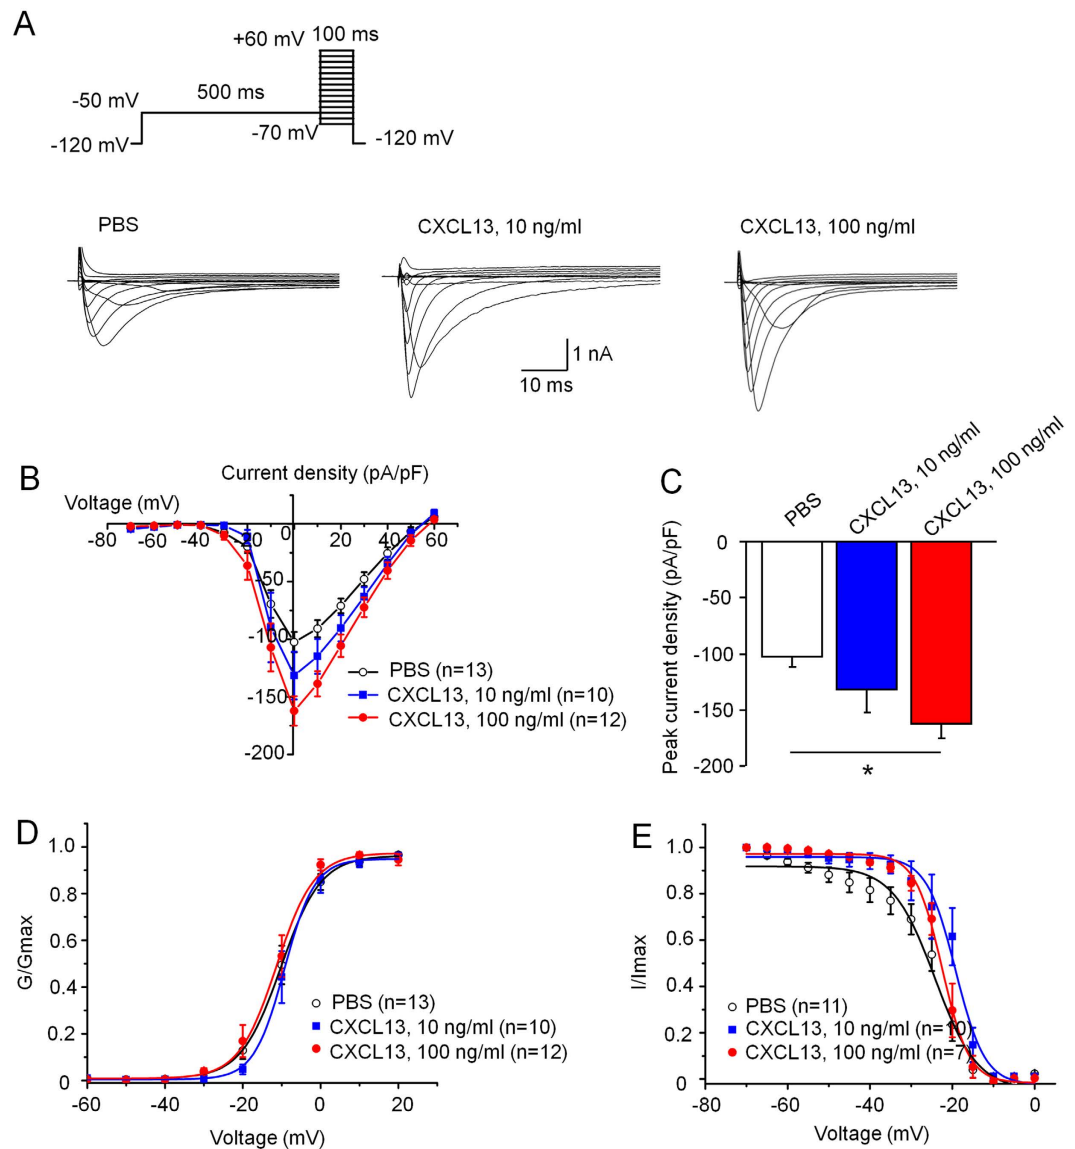 A
+60 mV
100 ms
-50 mV
500 ms
-120 mV
-70 mV
-120 mV
PBS
CXCL13, 10 ng/ml
CXCL13, 100 ng/ml
1 nA
10 ms
B
Current density (pA/pF)
Voltage (mV)
-80
-60
-40
-20
0
20
40
60
-50
-100
-150
-200
PBS (n=13)
CXCL13, 10 ng/ml (n=10)
CXCL13, 100 ng/ml (n=12)
C
PBS
CXCL13, 10 ng/ml
CXCL13, 100 ng/ml
Peak current density (pA/pF)
0
-50
-100
-150
-200
*
D
G/Gmax
1.0
0.8
0.6
0.4
0.2
0
-60
-40
-20
0
20
Voltage (mV)
PBS (n=13)
CXCL13, 10 ng/ml (n=10)
CXCL13, 100 ng/ml (n=12)
E
I/Imax
1.0
0.8
0.6
0.4
0.2
0
-80
-60
-40
-20
0
Voltage (mV)
PBS (n=11)
CXCL13, 10 ng/ml (n=10)
CXCL13, 100 ng/ml (n=7)